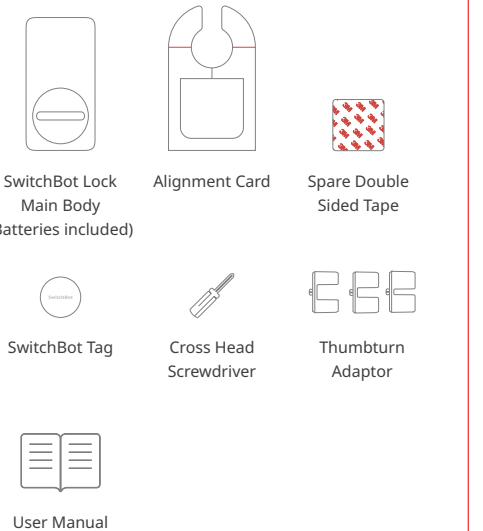 SwitchBot Lock
Main Body
Batteries included)
Alignment Card
Spare Double
Sided Tape
SwitchBot
SwitchBot Tag
Cross Head
Screwdriver
Thumbturn
Adaptor
User Manual